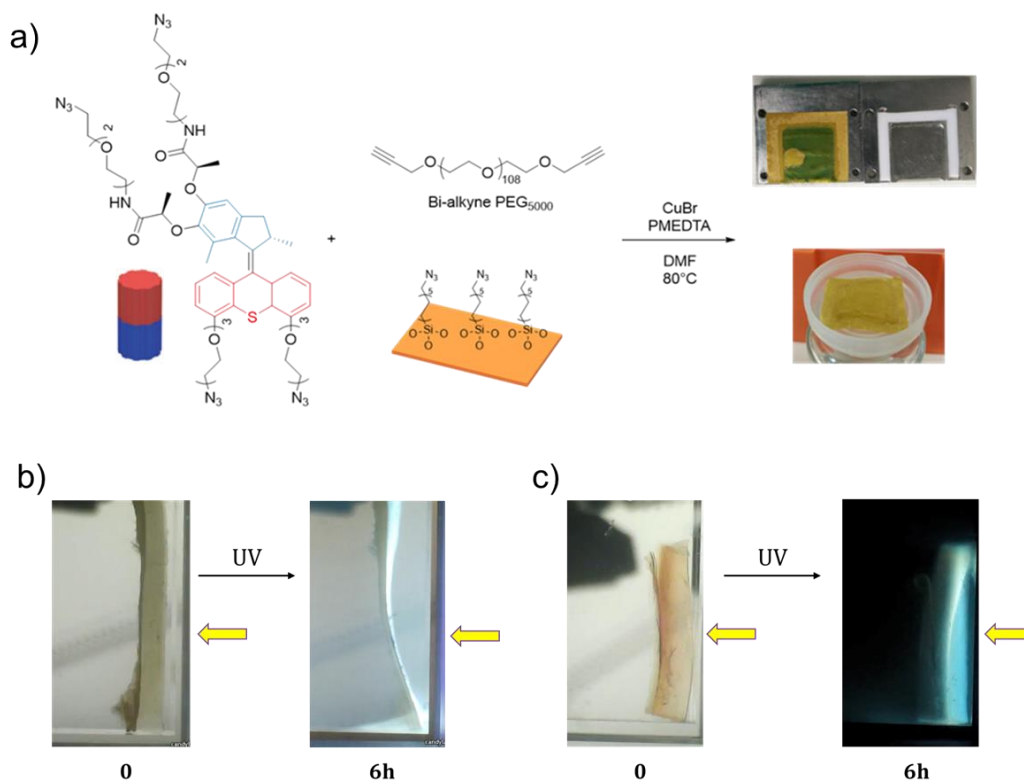 a)
N₃
N₃
2
2
O
O
NH
HN
O
O
O
O
N₃
N₃
S
3
3
O
O
+
O
O
108
O
Bi-alkyne PEG₅₀₀₀
N₃ N₃ N₃
5 5 5
O-Si-O Si-O Si-O
O O O
CuBr
PMEDTA
DMF
80°C
b)
UV
0
6h
c)
UV
0
6h